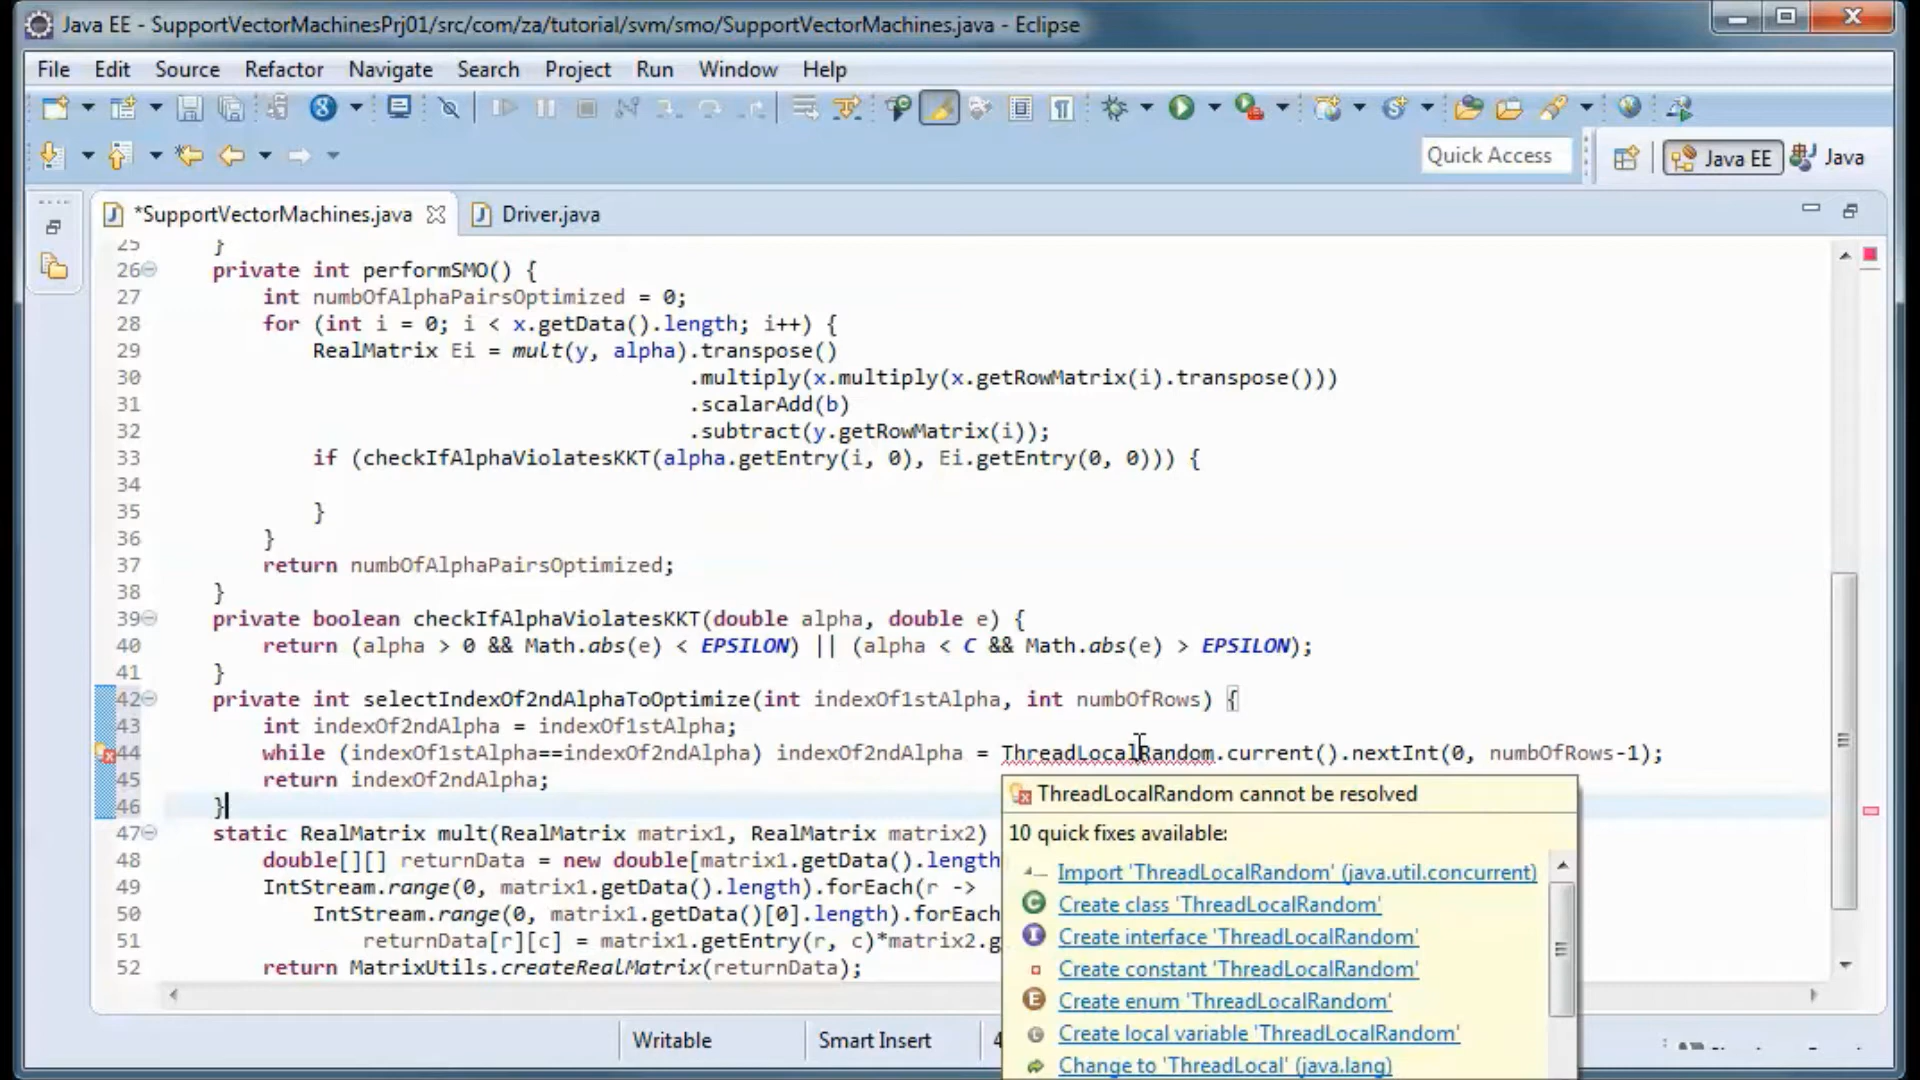 Java EE - SupportVectorMachinesPrj01/src/com/za/tutorial/svm/smo/SupportVectorMachines.java - Eclipse
File Edit Source Refactor Navigate Search Project Run Window Help
Quick Access Java EE Java
*SupportVectorMachines.java Driver.java
25 }
26 private int performSMO() {
27 int numbOfAlphaPairsOptimized = 0;
28 for (int i = 0; i < x.getData().length; i++) {
29 RealMatrix Ei = mult(y, alpha).transpose()
30 .multiply(x.multiply(x.getRowMatrix(i).transpose()))
31 .scalarAdd(b)
32 .subtract(y.getRowMatrix(i));
33 if (checkIfAlphaViolatesKKT(alpha.getEntry(i, 0), Ei.getEntry(0, 0))) {
34
35 }
36 }
37 return numbOfAlphaPairsOptimized;
38 }
39 private boolean checkIfAlphaViolatesKKT(double alpha, double e) {
40 return (alpha > 0 && Math.abs(e) < EPSILON) || (alpha < C && Math.abs(e) > EPSILON);
41 }
42 private int selectIndexOf2ndAlphaToOptimize(int indexOf1stAlpha, int numbOfRows) {
43 int indexOf2ndAlpha = indexOf1stAlpha;
44 while (indexOf1stAlpha==indexOf2ndAlpha) indexOf2ndAlpha = ThreadLocalRandom.current().nextInt(0, numbOfRows-1);
45 return indexOf2ndAlpha;
46 }
47 static RealMatrix mult(RealMatrix matrix1, RealMatrix matrix2)
48 double[][] returnData = new double[matrix1.getData().length
49 IntStream.range(0, matrix1.getData().length).forEach(r ->
50 IntStream.range(0, matrix1.getData()[0].length).forEach
51 returnData[r][c] = matrix1.getEntry(r, c)*matrix2.g
52 return MatrixUtils.createRealMatrix(returnData);
ThreadLocalRandom cannot be resolved
10 quick fixes available:
Import 'ThreadLocalRandom' (java.util.concurrent)
Create class 'ThreadLocalRandom'
Create interface 'ThreadLocalRandom'
Create constant 'ThreadLocalRandom'
Create enum 'ThreadLocalRandom'
Create local variable 'ThreadLocalRandom'
Change to 'ThreadLocal' (java.lang)
Writable Smart Insert 4